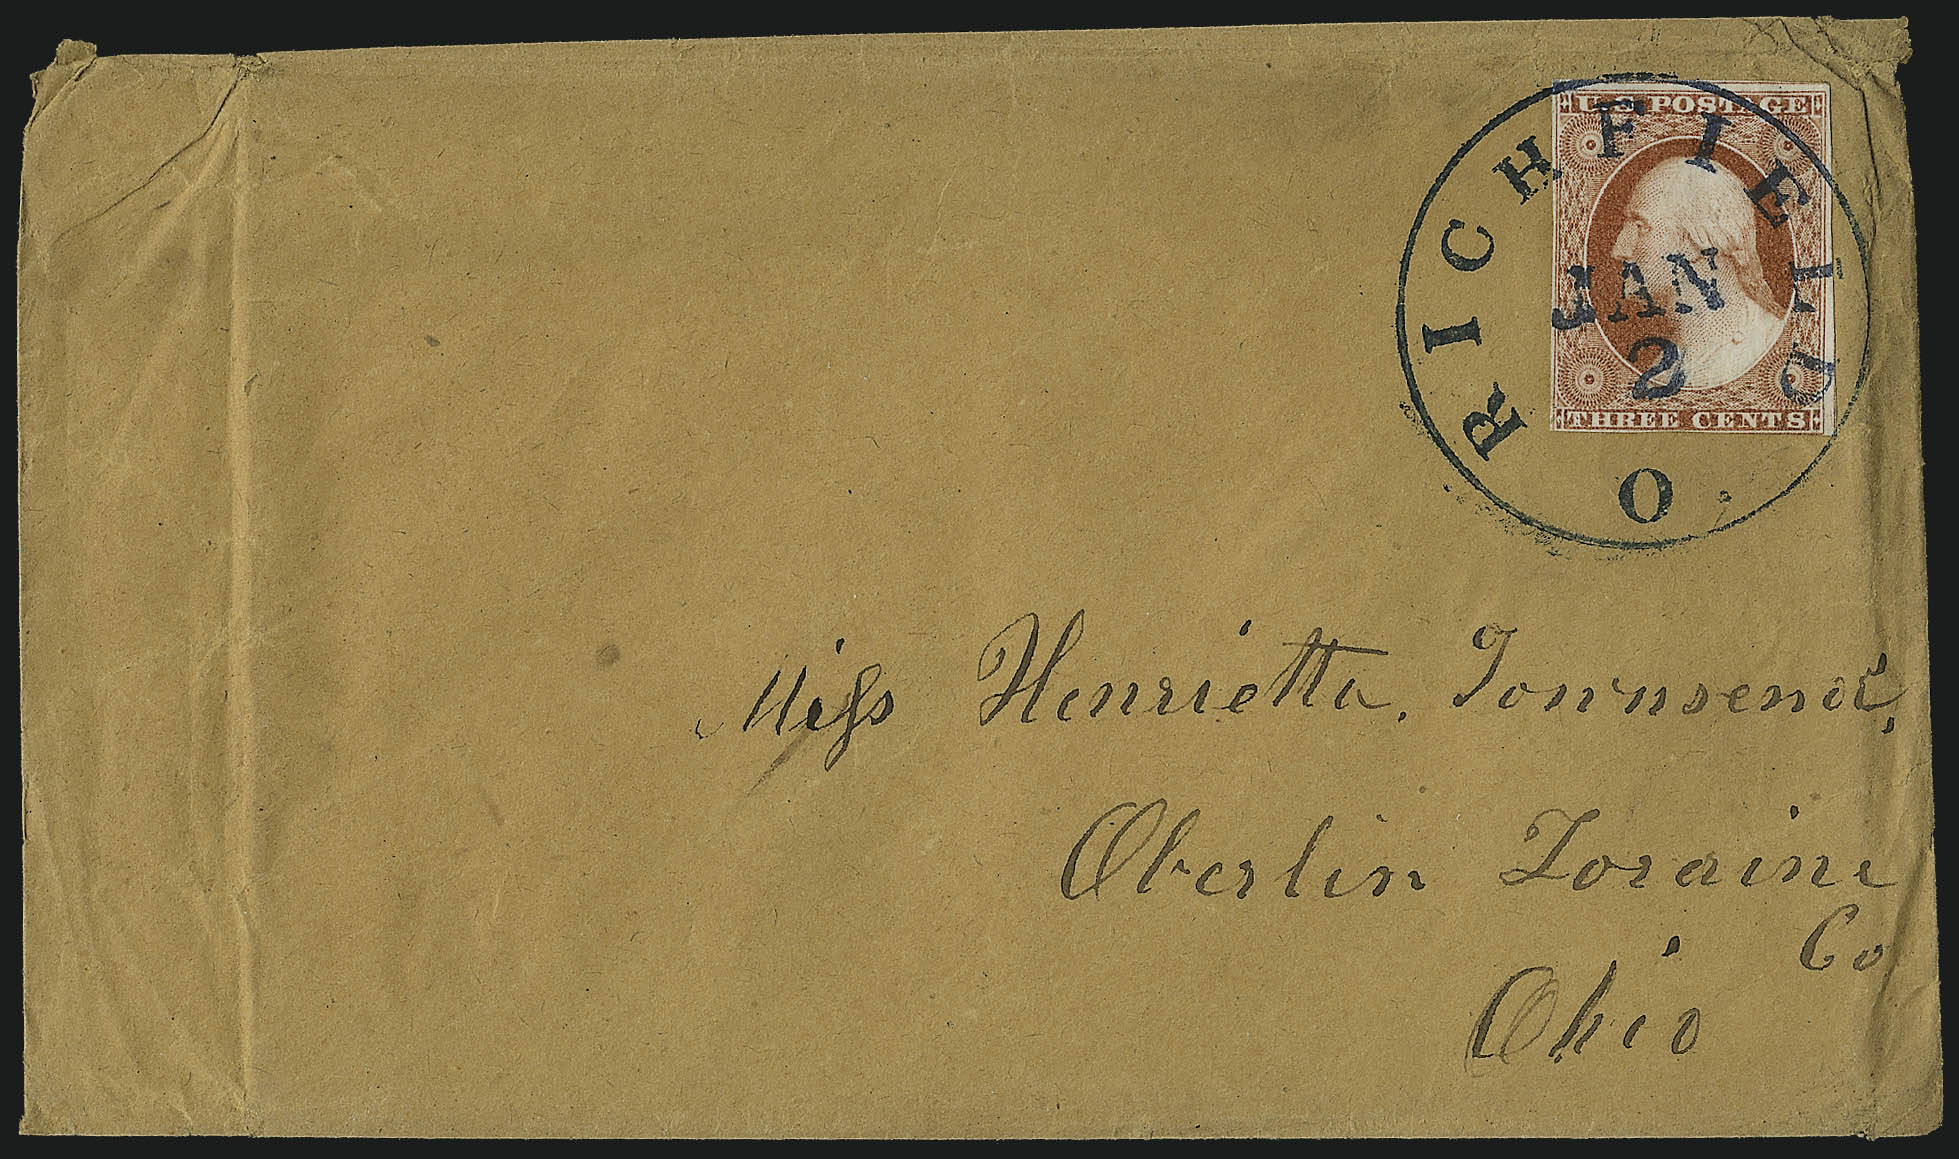 U.S. POSTAGE
THREE CENTS
RICHFIELD
JAN
2
O
Miss Henrietta. Townsend,
Oberlin Loraine
Co
Ohio